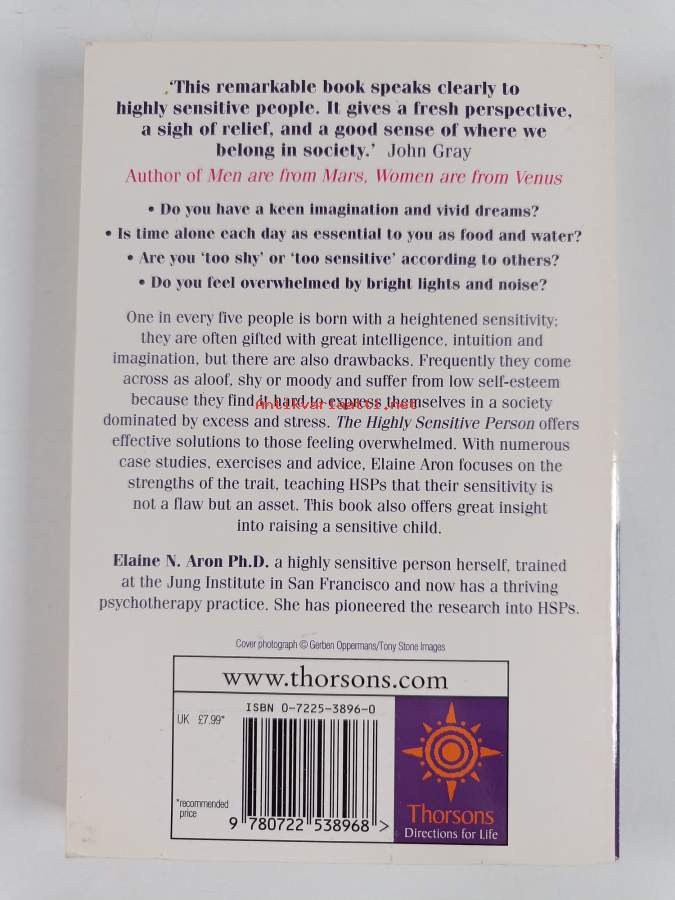 ‘This remarkable book speaks clearly to
highly sensitive people. It gives a fresh perspective,
a sigh of relief, and a good sense of where we
belong in society.’ John Gray
Author of Men are from Mars, Women are from Venus
• Do you have a keen imagination and vivid dreams?
• Is time alone each day as essential to you as food and water?
• Are you ‘too shy’ or ‘too sensitive’ according to others?
• Do you feel overwhelmed by bright lights and noise?
One in every five people is born with a heightened sensitivity;
they are often gifted with great intelligence, intuition and
imagination, but there are also drawbacks. Frequently they come
across as aloof, shy or moody and suffer from low self-esteem
because they find it hard to express themselves in a society
Antikvariaatti.net
dominated by excess and stress. The Highly Sensitive Person offers
effective solutions to those feeling overwhelmed. With numerous
case studies, exercises and advice, Elaine Aron focuses on the
strengths of the trait, teaching HSPs that their sensitivity is
not a flaw but an asset. This book also offers great insight
into raising a sensitive child.
Elaine N. Aron Ph.D. a highly sensitive person herself, trained
at the Jung Institute in San Francisco and now has a thriving
psychotherapy practice. She has pioneered the research into HSPs.
Cover photograph © Gerben Oppermans/Tony Stone Images
www.thorsons.com
ISBN 0-7225-3896-0
UK £7.99*
*recommended
price
9 780722 538968 >
Thorsons
Directions for Life